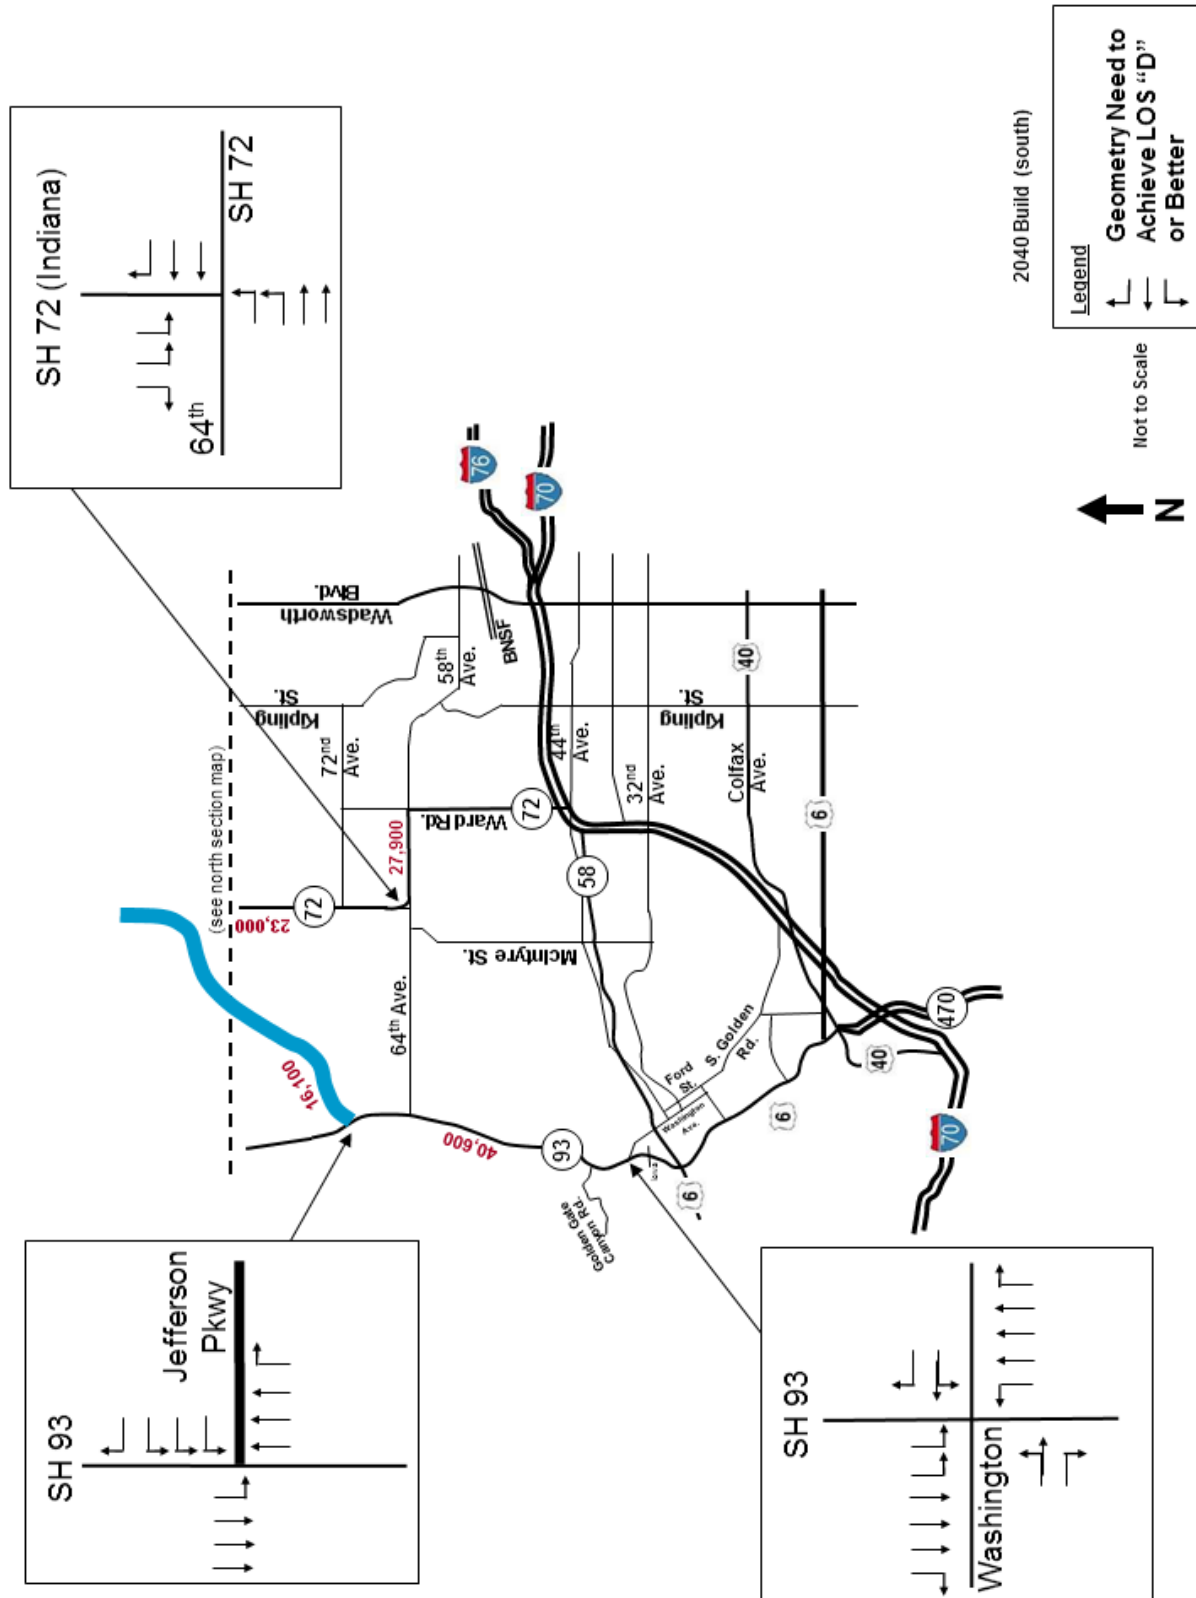 SH 72 (Indiana)
64th
SH 72
SH 93
Jefferson
Pkwy
SH 93
Washington
(see north section map)
16,100
23,000
72
27,900
40,600
93
72nd
Ave.
64th Ave.
58th
Ave.
Kipling
St.
Wadsworth
Blvd.
BNSF
76
70
Ward Rd.
72
McIntyre St.
44th
Ave.
58
32nd
Ave.
Kipling
St.
Colfax
Ave.
40
6
Golden Gate
Canyon Rd.
Washington
Ave.
Ford
St.
S. Golden
Rd.
6
6
40
470
70
2040 Build (south)
Legend
Geometry Need to
Achieve LOS “D”
or Better
Not to Scale
N